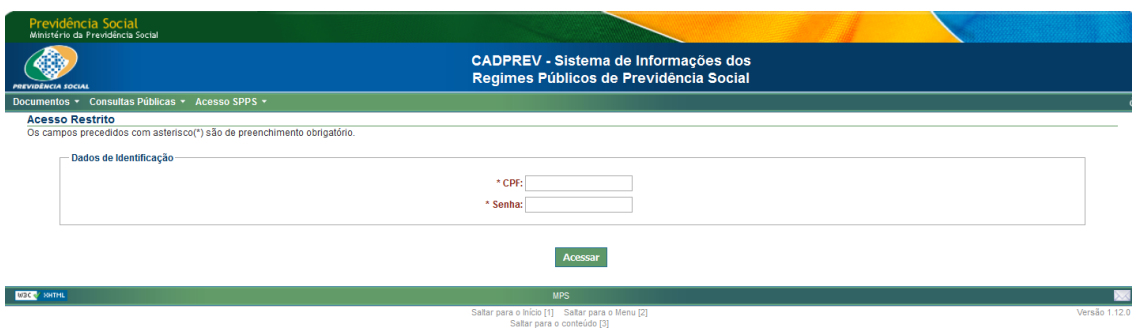 Previdência Social
Ministério da Previdência Social
CADPREV - Sistema de Informações dos
Regimes Públicos de Previdência Social
PREVIDÊNCIA SOCIAL
Documentos Consultas Públicas Acesso SPPS
Acesso Restrito
Os campos precedidos com asterisco(*) são de preenchimento obrigatório.
Dados de Identificação
* CPF:
* Senha:
Acessar
W3C XHTML MPS
Saltar para o Início [1] Saltar para o Menu [2] Versão 1.12.0
Saltar para o conteúdo [3]